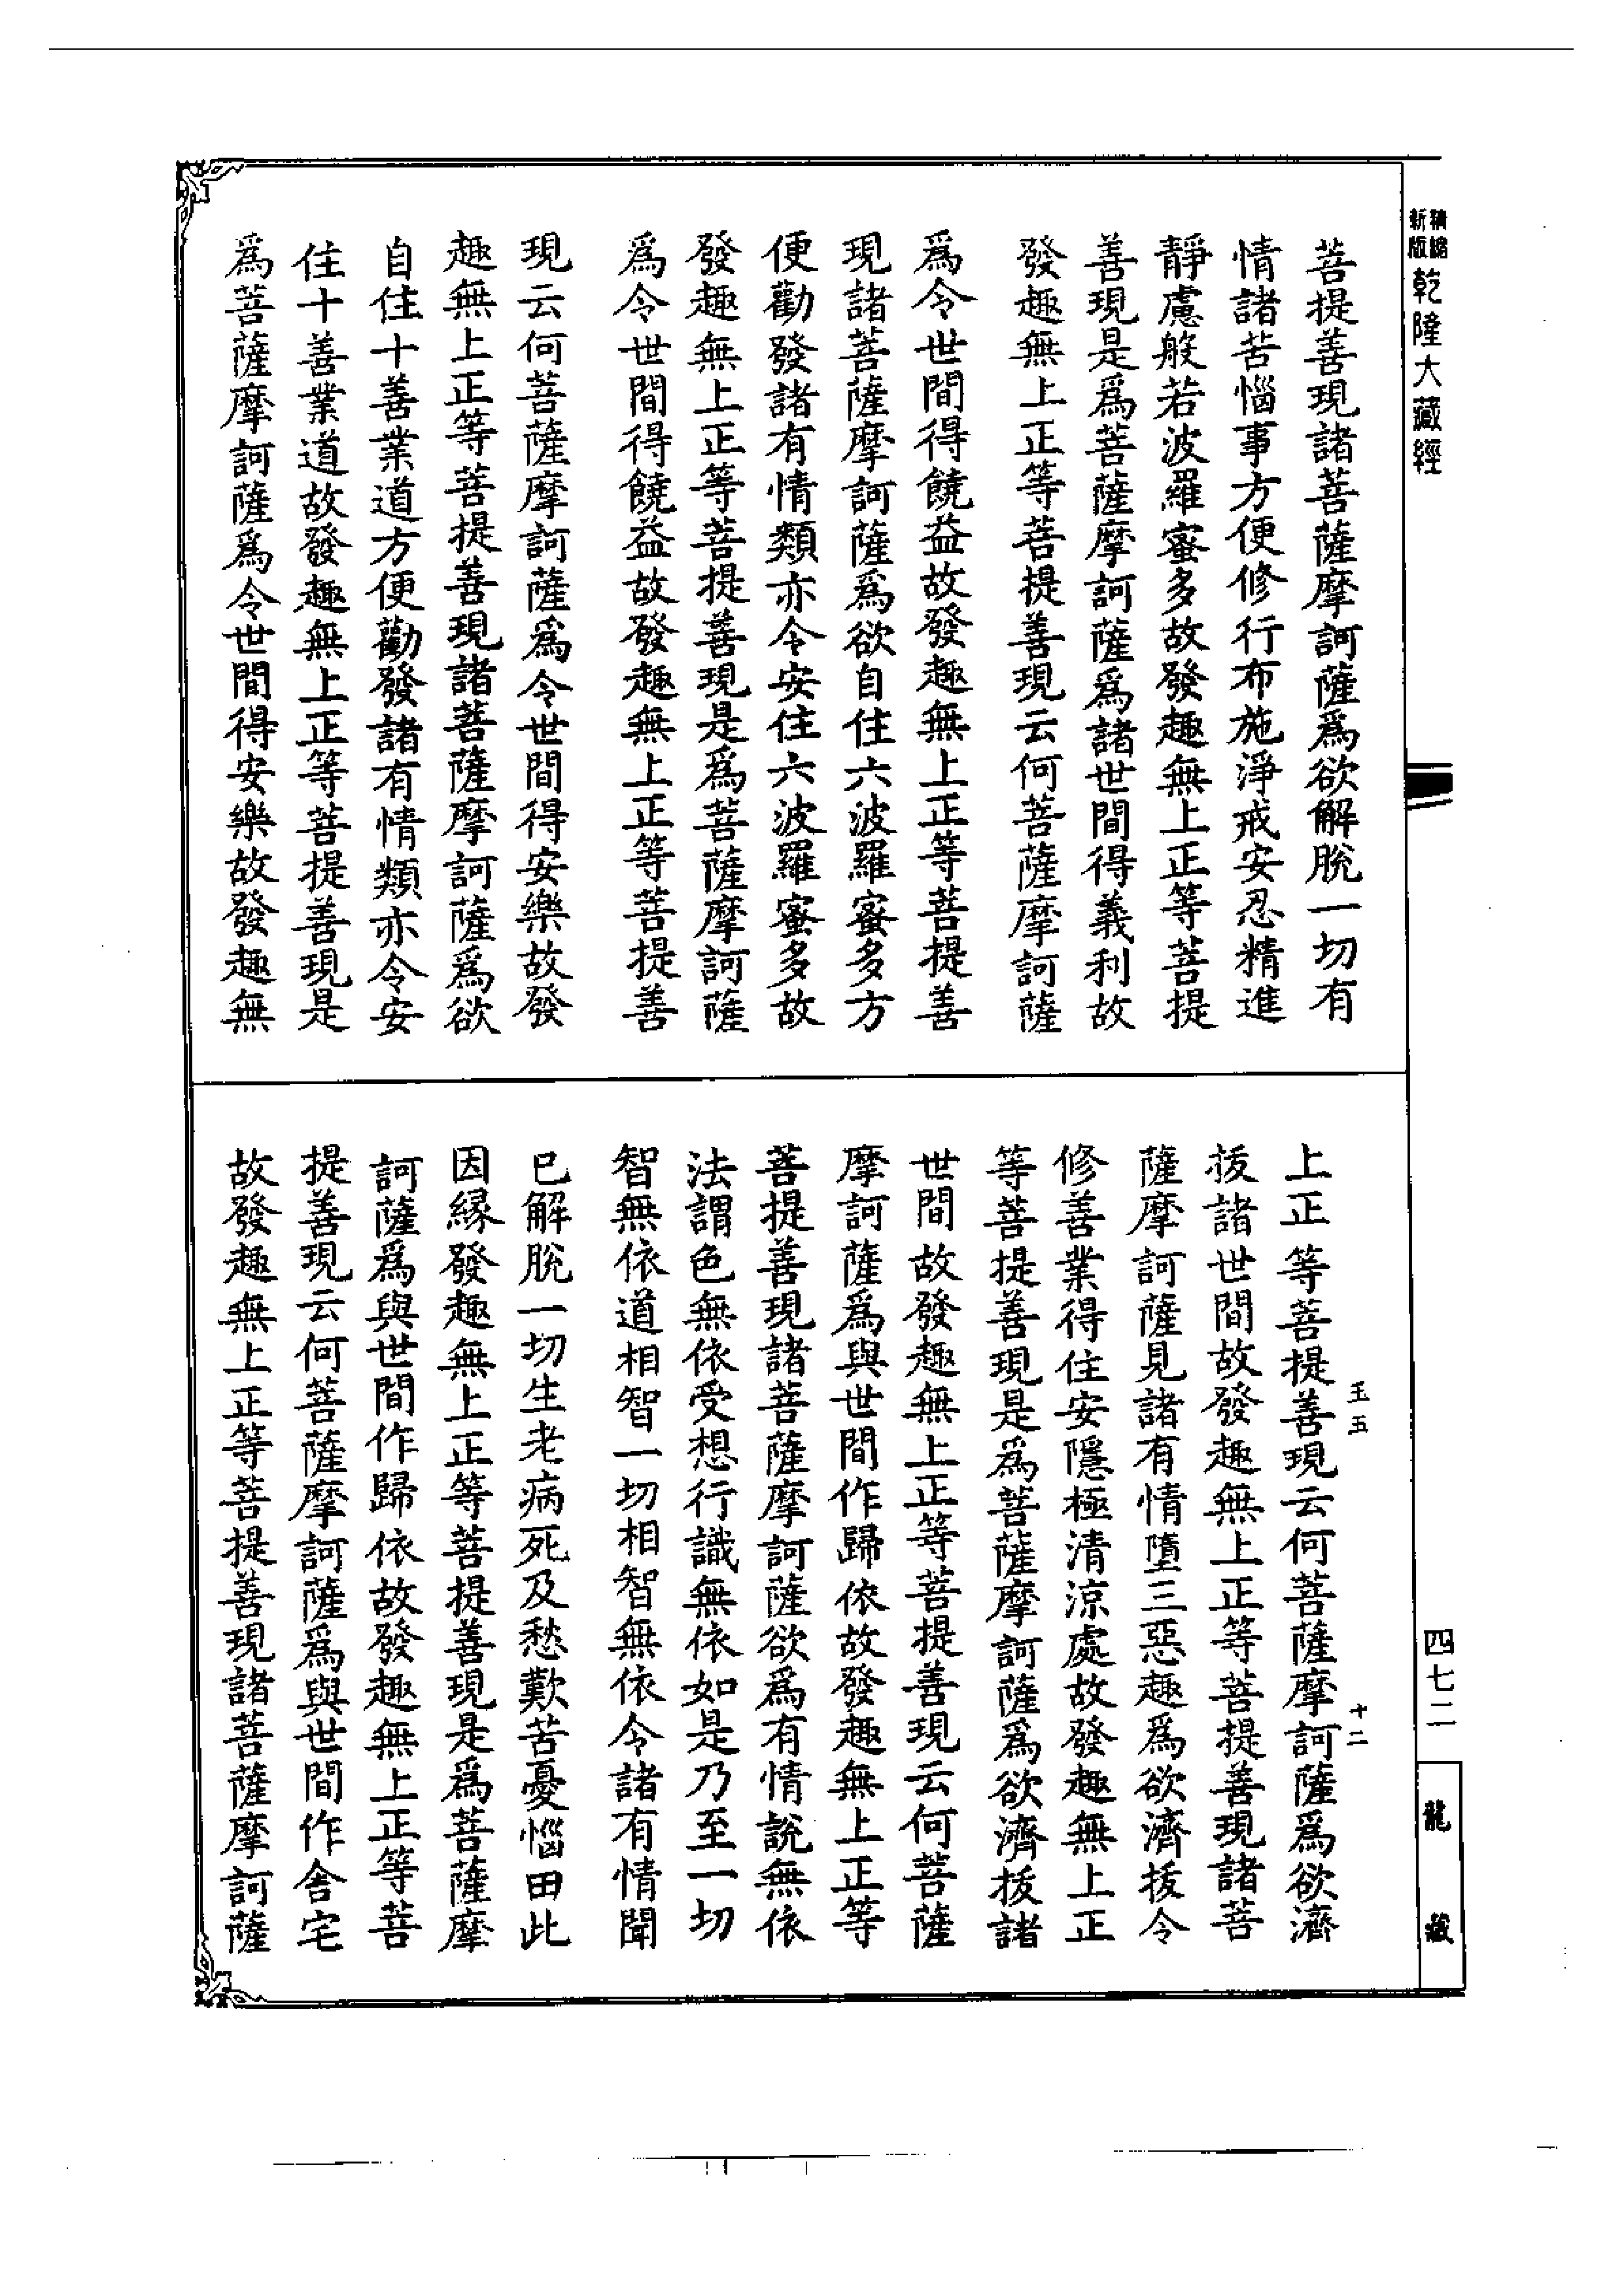 新版 精縮 乾隆大藏經
菩提善現諸菩薩摩訶薩爲欲解脫一切有
情諸苦惱事方便修行布施淨戒安忍精進
靜慮般若波羅蜜多故發趣無上正等菩提
善現是爲菩薩摩訶薩爲諸世間得義利故
發趣無上正等菩提善現云何菩薩摩訶薩
爲令世間得饒益故發趣無上正等菩提善
現諸菩薩摩訶薩爲欲自住六波羅蜜多方
便勸發諸有情類亦令安住六波羅蜜多故
發趣無上正等菩提善現是爲菩薩摩訶薩
爲令世間得饒益故發趣無上正等菩提善
現云何菩薩摩訶薩爲令世間得安樂故發
趣無上正等菩提善現諸菩薩摩訶薩爲欲
自住十善業道方便勸發諸有情類亦令安
住十善業道故發趣無上正等菩提善現是
爲菩薩摩訶薩爲令世間得安樂故發趣無
四七二
龍藏
玉五
十二
上正等菩提善現云何菩薩摩訶薩爲欲濟
拔諸世間故發趣無上正等菩提善現諸菩
薩摩訶薩見諸有情墮三惡趣爲欲濟拔令
修善業得住安隱極清涼處故發趣無上正
等菩提善現是爲菩薩摩訶薩爲欲濟拔諸
世間故發趣無上正等菩提善現云何菩薩
摩訶薩爲與世間作歸依故發趣無上正等
菩提善現諸菩薩摩訶薩欲爲有情說無依
法謂色無依受想行識無依如是乃至一切
智無依道相智一切相智無依令諸有情聞
已解脫一切生老病死及愁歎苦憂惱田此
因緣發趣無上正等菩提善現是爲菩薩摩
訶薩爲與世間作歸依故發趣無上正等菩
提善現云何菩薩摩訶薩爲與世間作舍宅
故發趣無上正等菩提善現諸菩薩摩訶薩